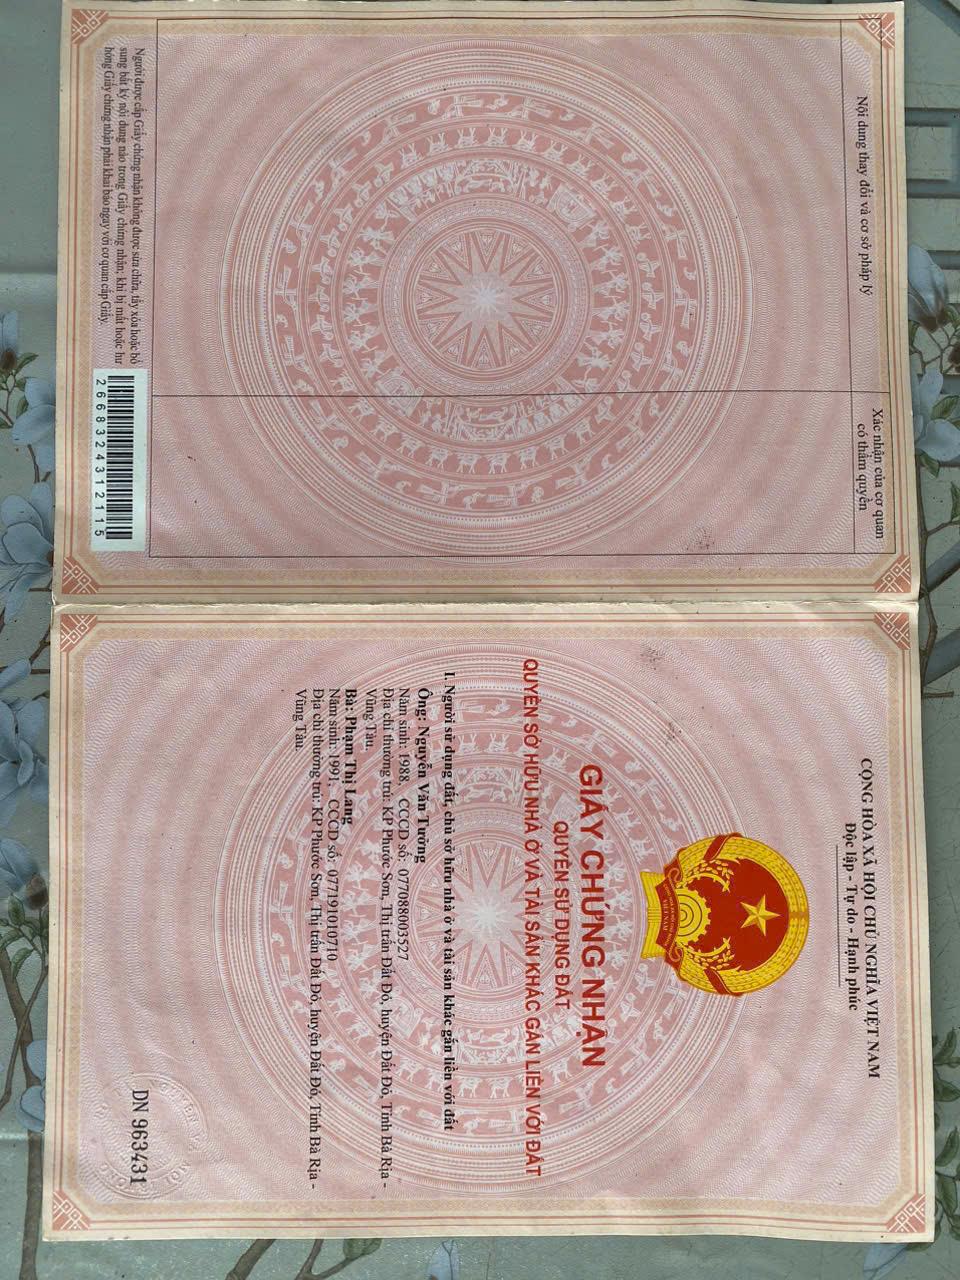 Nội dung thay đổi và cơ sở pháp lý
Xác nhận của cơ quan
có thẩm quyền
Người được cấp Giấy chứng nhận không được sửa chữa, tẩy xóa hoặc bổ
sung bất kỳ nội dung nào trong Giấy chứng nhận; khi bị mất hoặc hư
hỏng Giấy chứng nhận phải khai báo ngay với cơ quan cấp Giấy.
2668324312115
CỘNG HÒA XÃ HỘI CHỦ NGHĨA VIỆT NAM
Độc lập - Tự do - Hạnh phúc
VIỆT NAM
GIẤY CHỨNG NHẬN
QUYỀN SỬ DỤNG ĐẤT
QUYỀN SỞ HỮU NHÀ Ở VÀ TÀI SẢN KHÁC GẮN LIỀN VỚI ĐẤT
I. Người sử dụng đất, chủ sở hữu nhà ở và tài sản khác gắn liền với đất
Ông: Nguyễn Văn Tường
Năm sinh: 1988, CCCD số: 077088003527
Địa chỉ thường trú: KP Phước Sơn, Thị trấn Đất Đỏ, huyện Đất Đỏ, Tỉnh Bà Rịa -
Vũng Tàu.
Bà: Phạm Thị Lang
Năm sinh: 1991, CCCD số: 077191010710
Địa chỉ thường trú: KP Phước Sơn, Thị trấn Đất Đỏ, huyện Đất Đỏ, Tỉnh Bà Rịa -
Vũng Tàu.
DN 963431